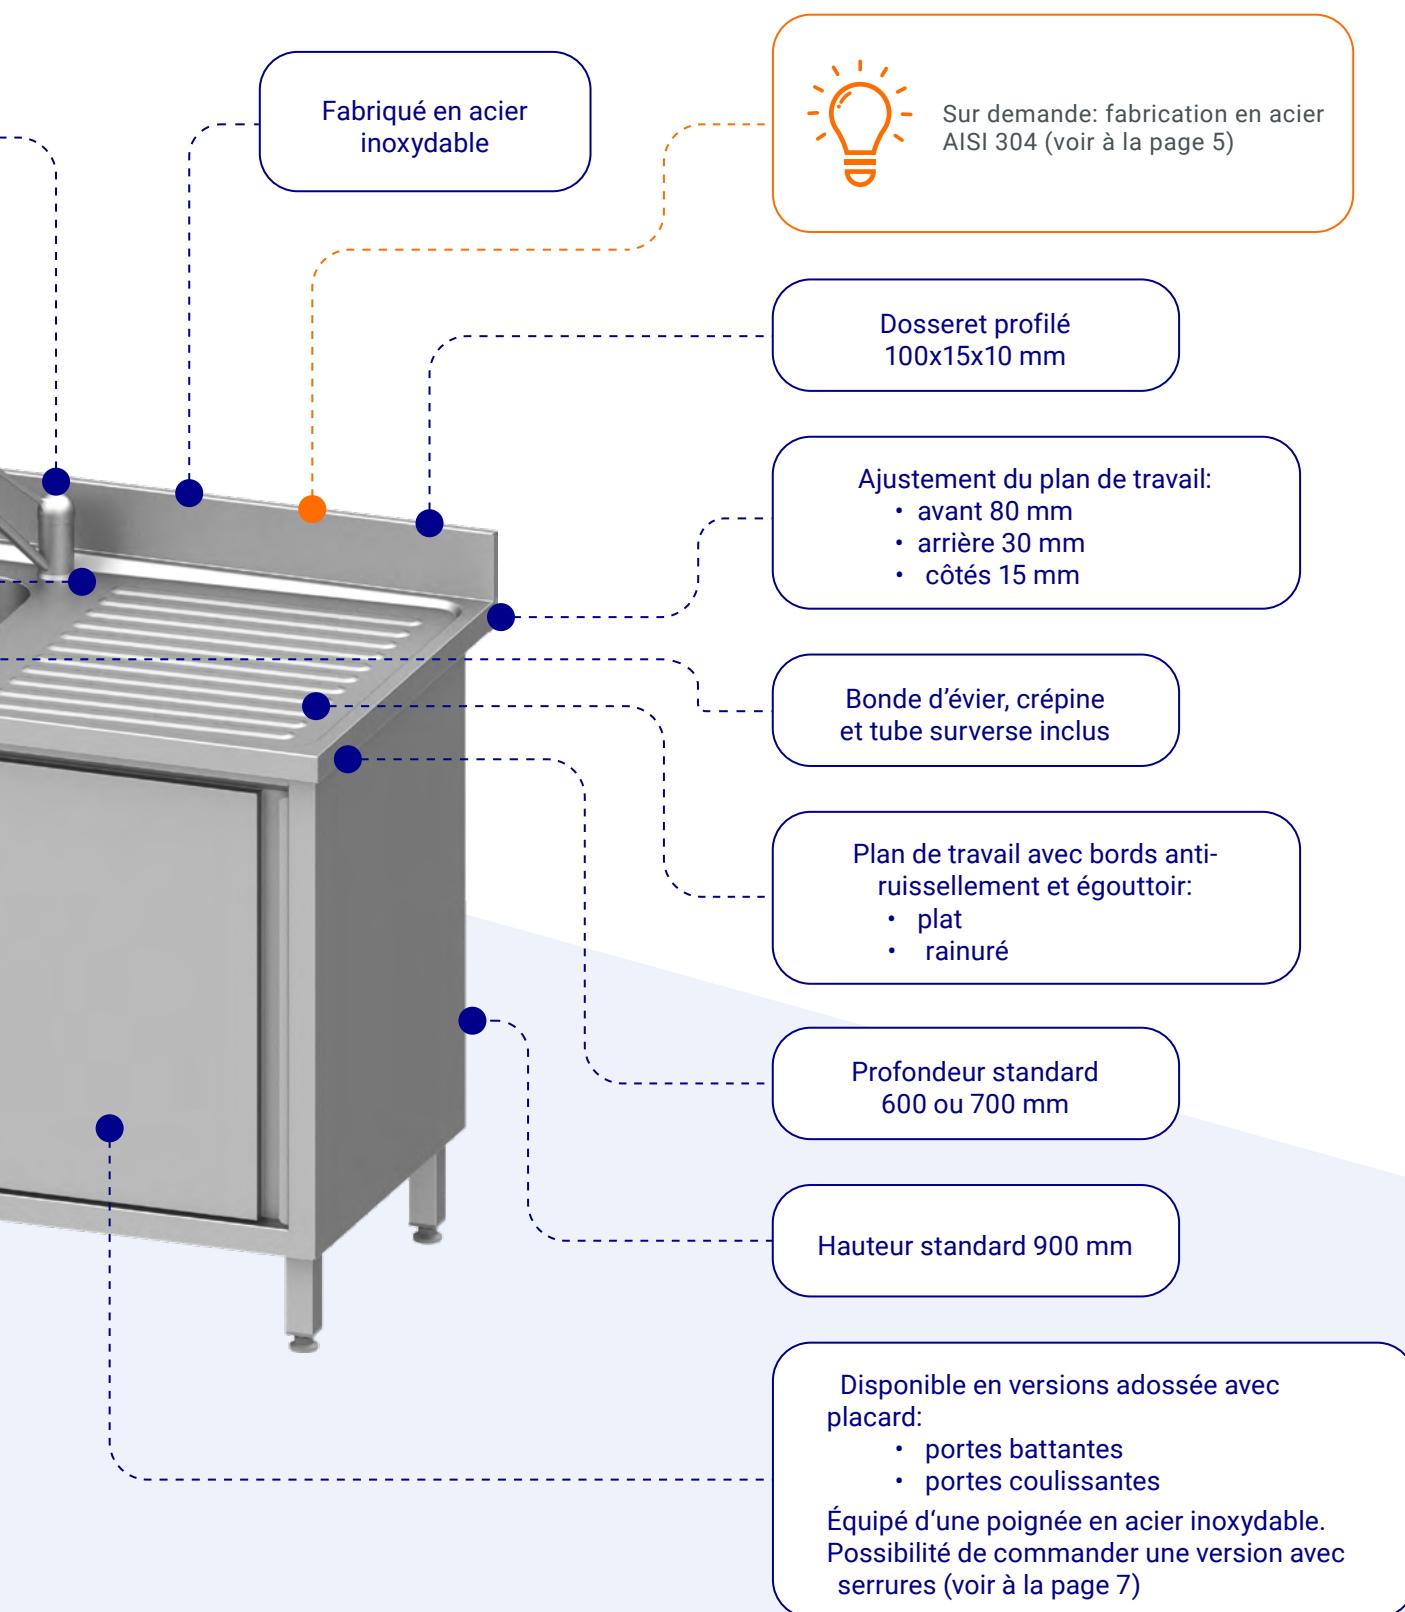 Fabriqué en acier
inoxydable
Sur demande: fabrication en acier
AISI 304 (voir à la page 5)
Dosseret profilé
100x15x10 mm
Ajustement du plan de travail:
• avant 80 mm
• arrière 30 mm
• côtés 15 mm
Bonde d’évier, crépine
et tube surverse inclus
Plan de travail avec bords anti-
ruissellement et égouttoir:
• plat
• rainuré
Profondeur standard
600 ou 700 mm
Hauteur standard 900 mm
Disponible en versions adossée avec
placard:
• portes battantes
• portes coulissantes
Équipé d‘une poignée en acier inoxydable.
Possibilité de commander une version avec
serrures (voir à la page 7)